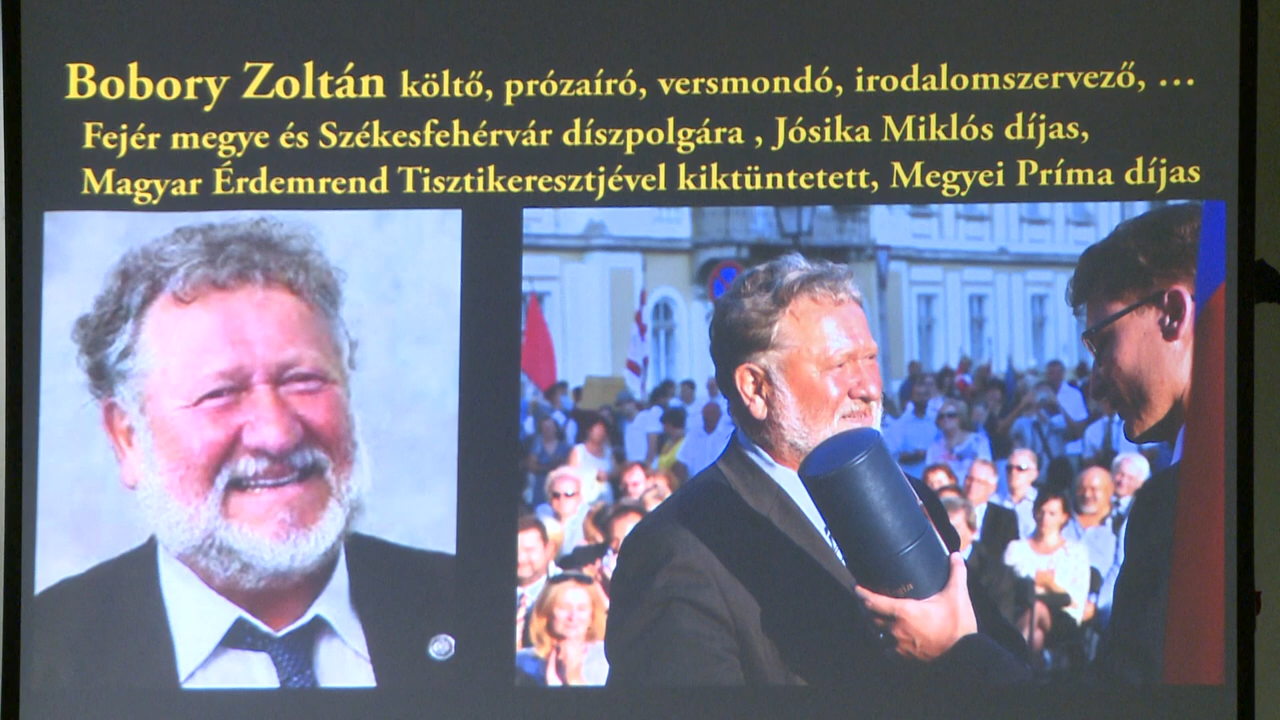 Bobory Zoltán költő, prózaíró, versmondó, irodalomszervező, ...
Fejér megye és Székesfehérvár díszpolgára , Jósika Miklós díjas,
Magyar Érdemrend Tisztikeresztjével kiktüntetett, Megyei Príma díjas